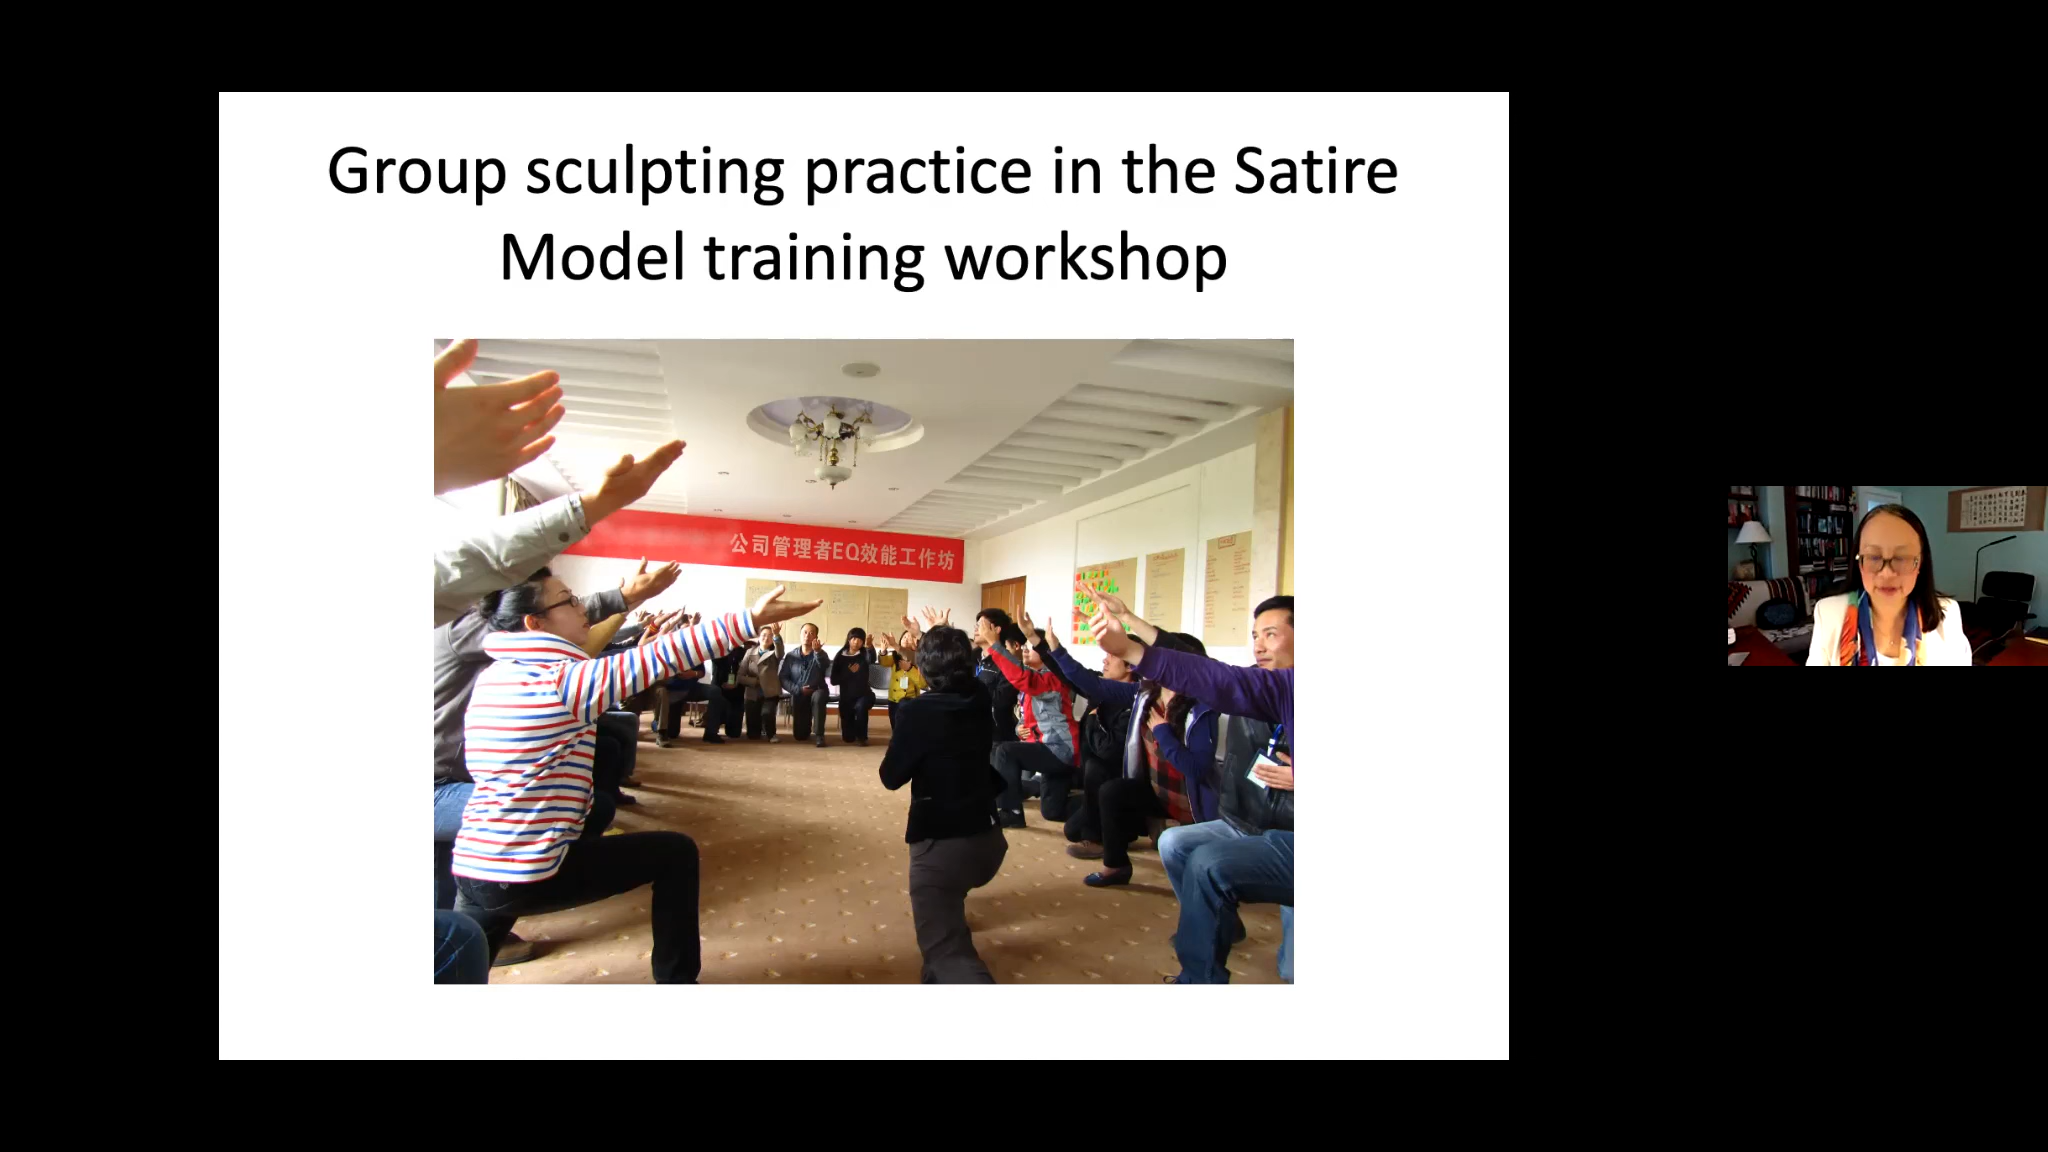 Group sculpting practice in the Satire
Model training workshop
公司管理者EQ效能工作坊